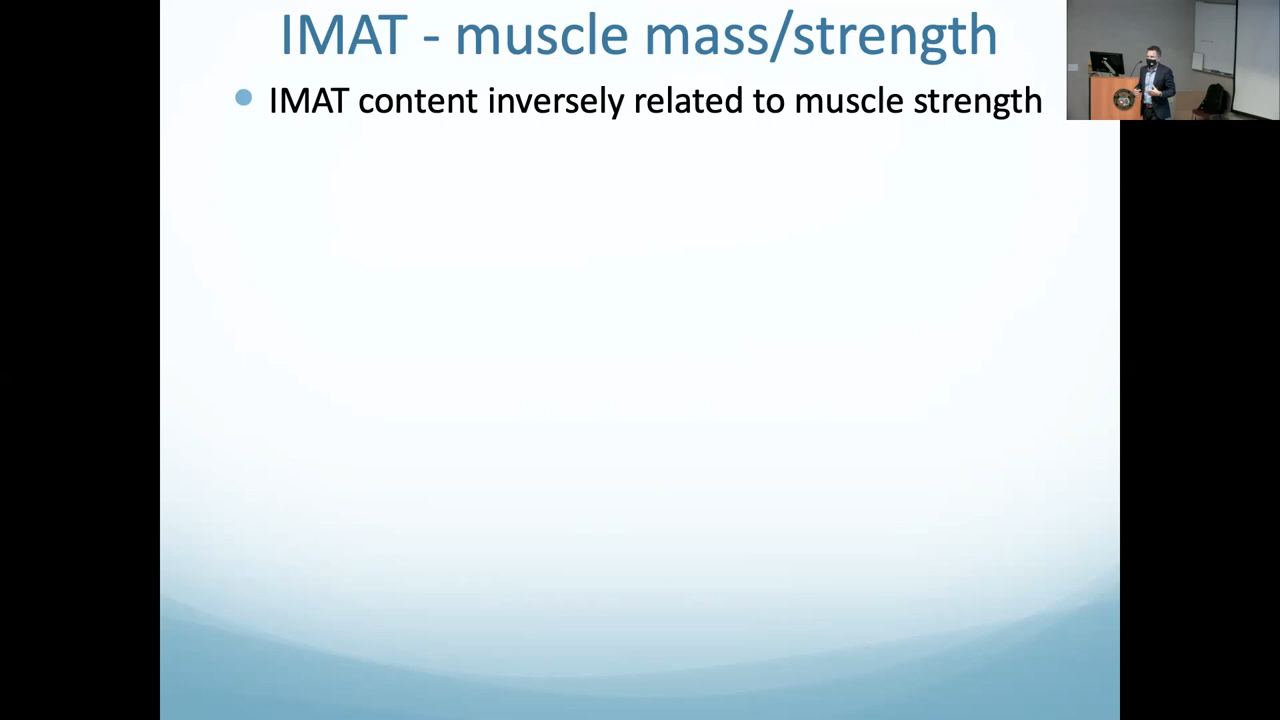 IMAT - muscle mass/strength
IMAT content inversely related to muscle strength